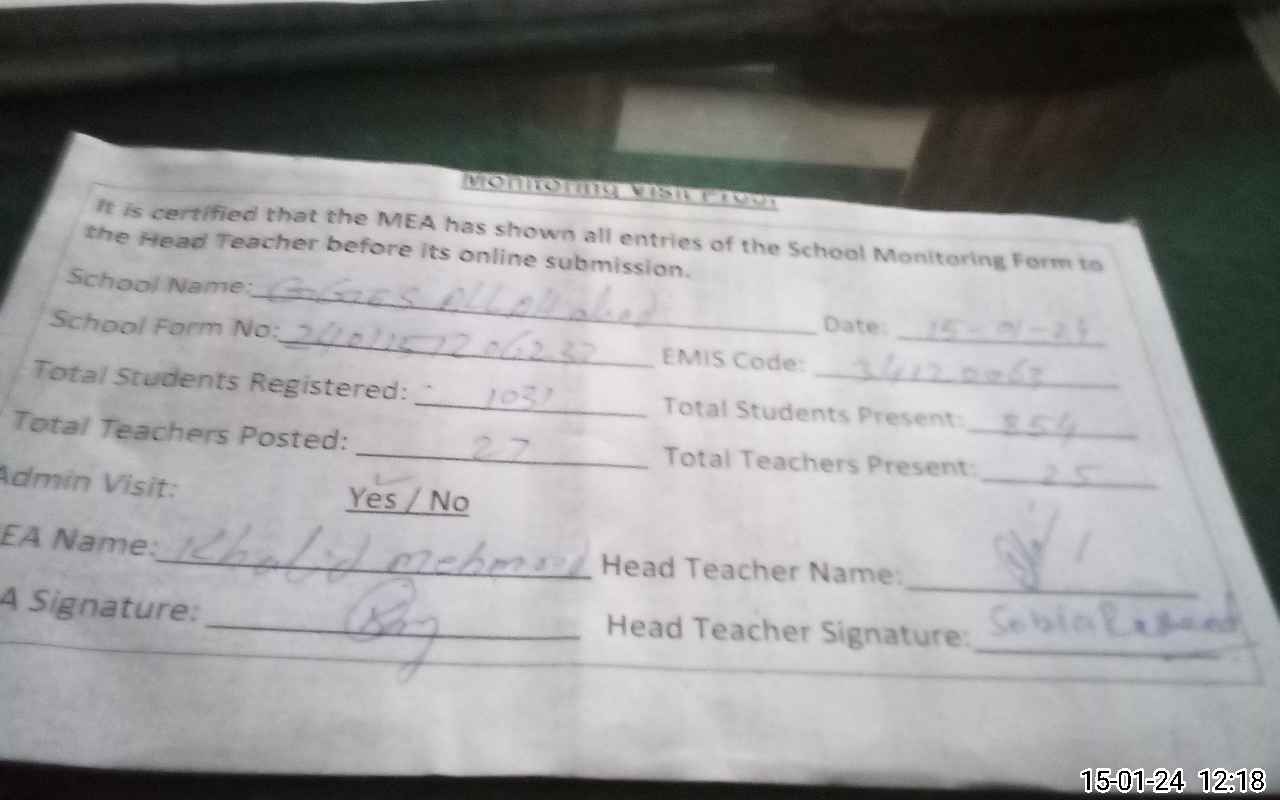 Monitoring Visit Proof
It is certified that the MEA has shown all entries of the School Monitoring Form to
the Head Teacher before its online submission.
School Name: Date: 15-01-24
School Form No: EMIS Code:
Total Students Registered: 1031 Total Students Present: 854
Total Teachers Posted: 27 Total Teachers Present: 25
Admin Visit: Yes / No
EA Name: Khalid Mehmood Head Teacher Name:
A Signature: Head Teacher Signature: Sobia
15-01-24 12:18